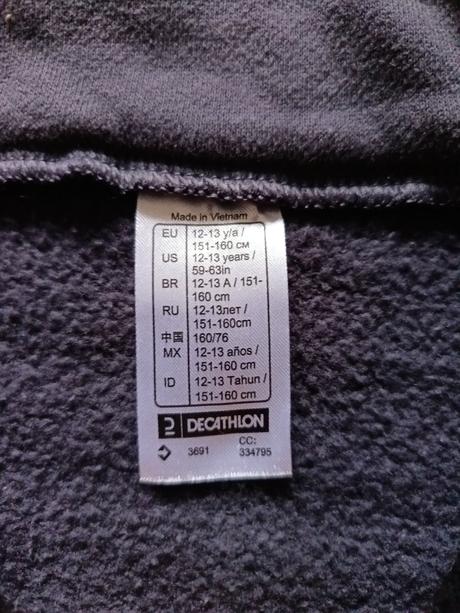 Made in Vietnam
EU 12-13 y/a /
151-160 см
US 12-13 years /
59-63in
BR 12-13 A / 151-
160 cm
RU 12-13лет /
151-160cm
中国 160/76
MX 12-13 años /
151-160 cm
ID 12-13 Tahun /
151-160 cm
DECATHLON
3691 CC:
334795